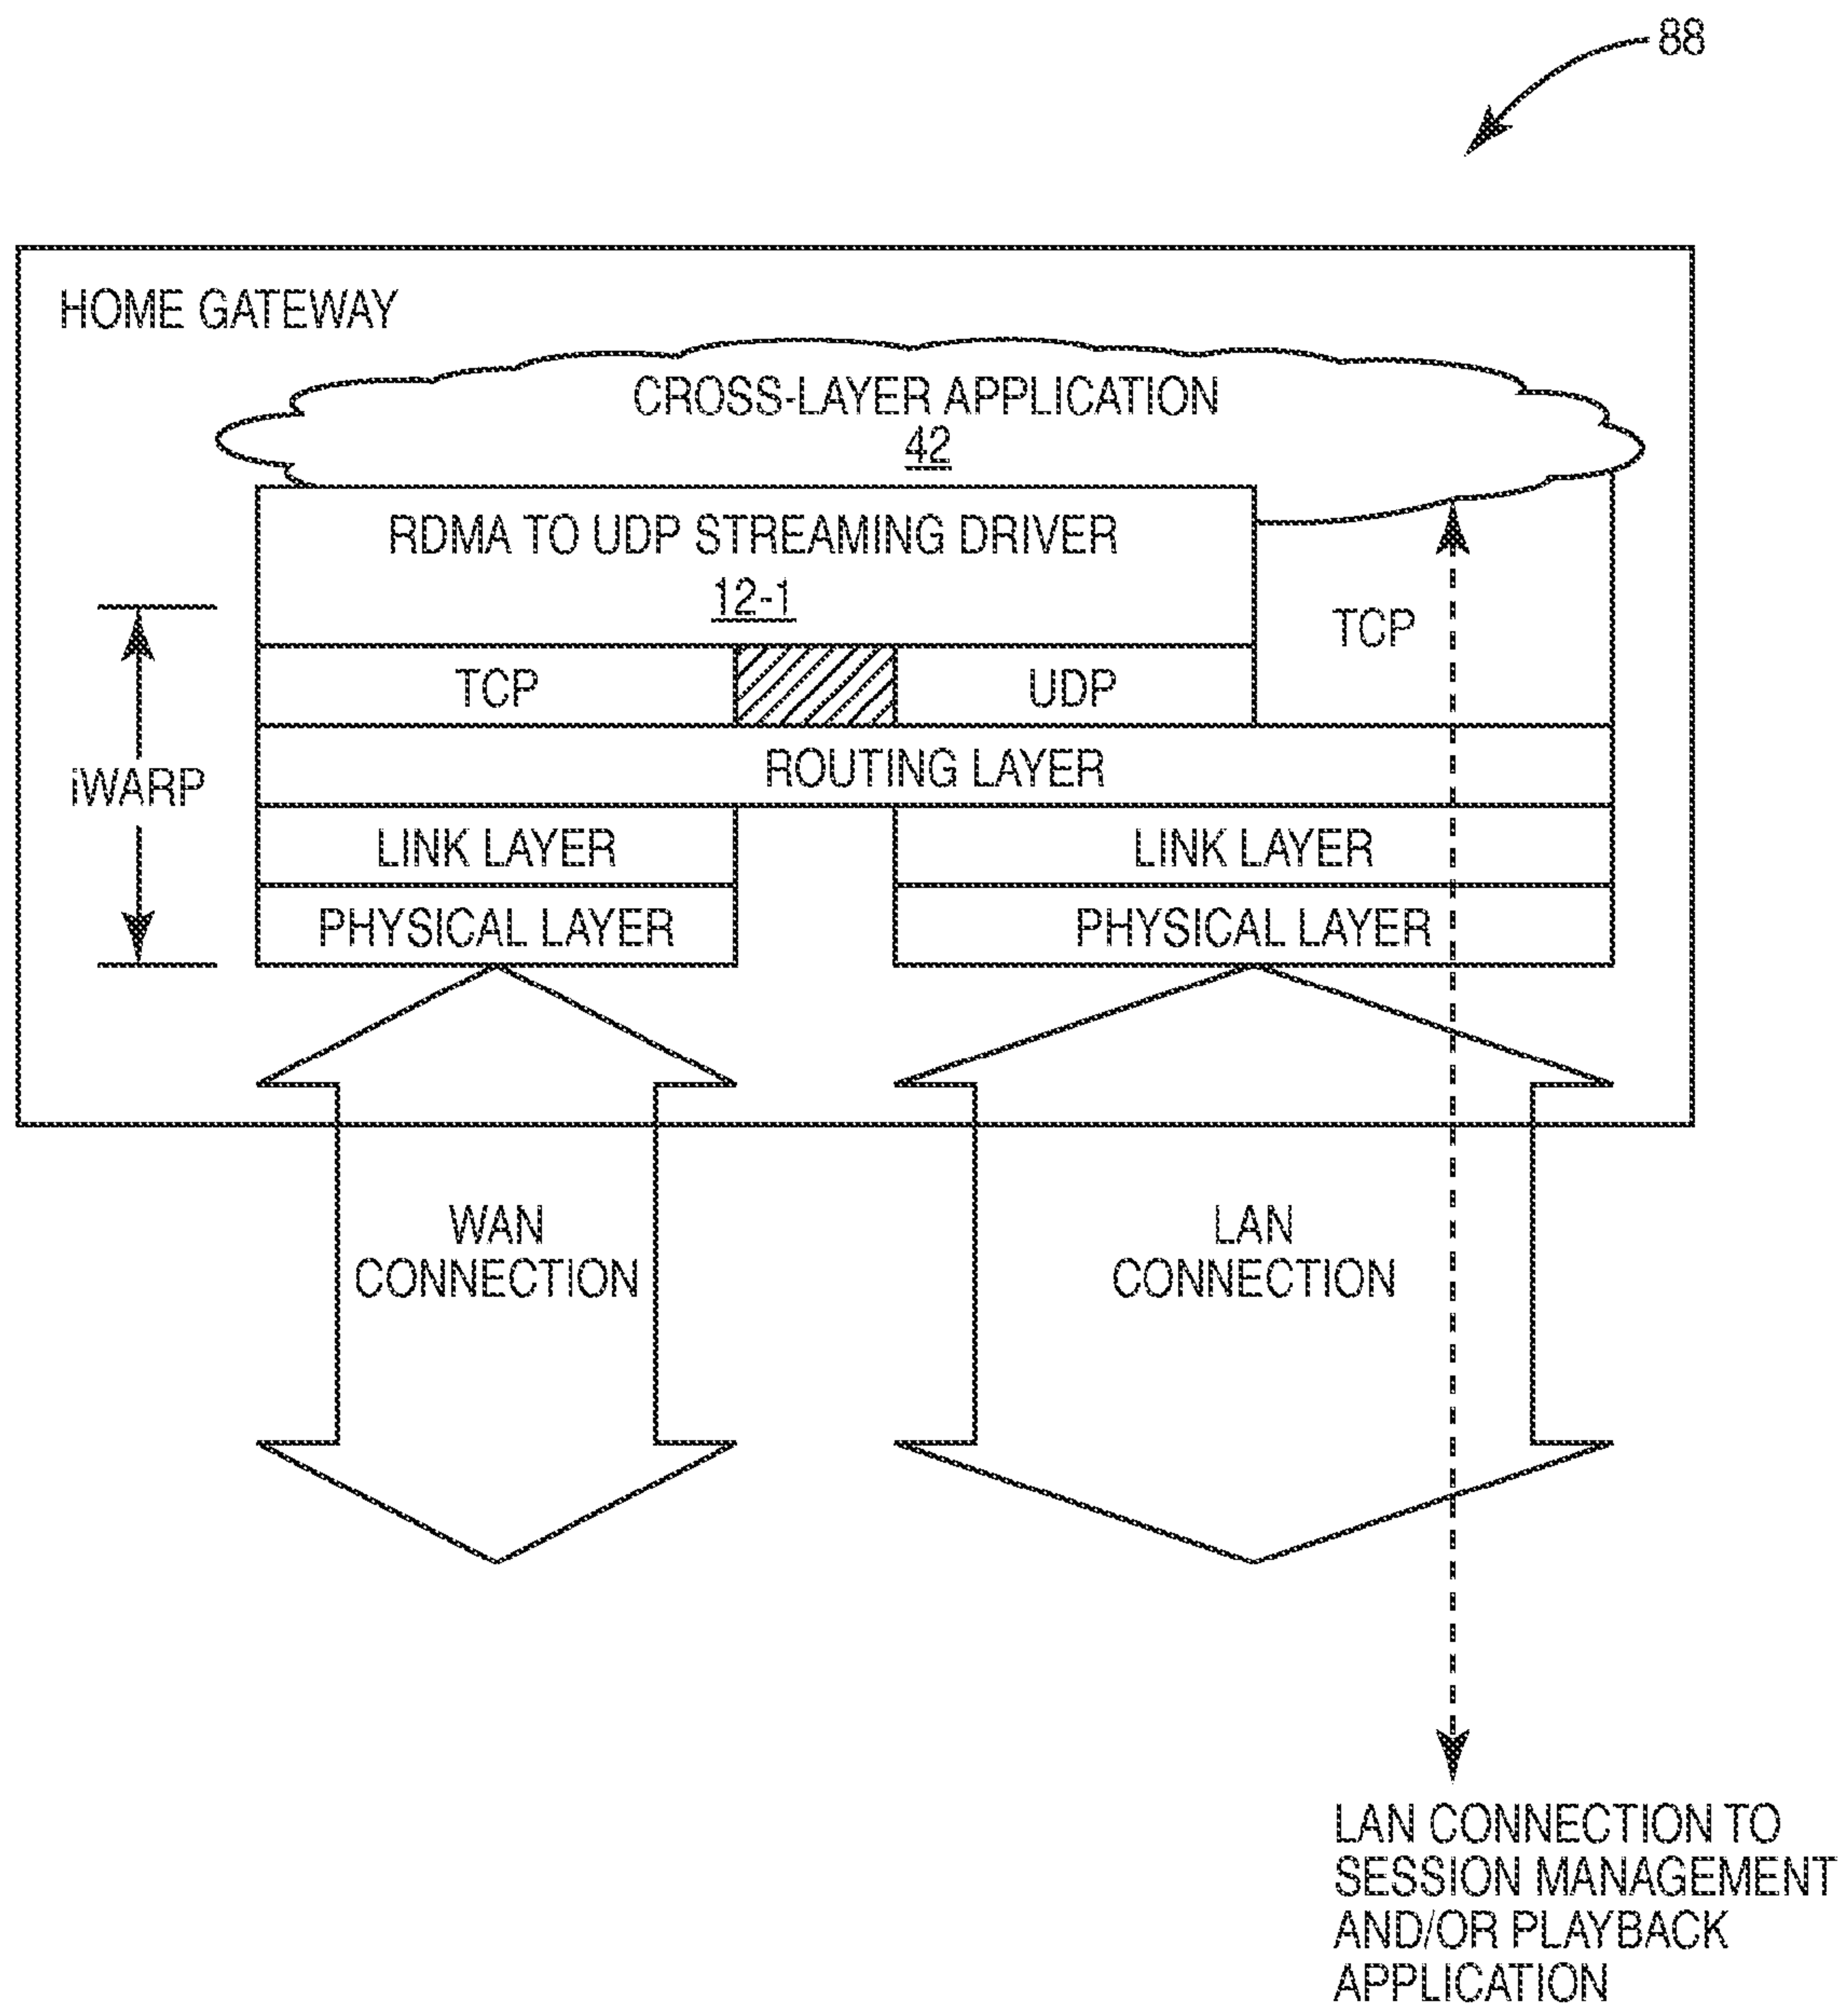 88
HOME GATEWAY
CROSS-LAYER APPLICATION
42
RDMA TO UDP STREAMING DRIVER
12-1
TCP
TCP
UDP
ROUTING LAYER
iWARP
LINK LAYER
LINK LAYER
PHYSICAL LAYER
PHYSICAL LAYER
WAN
CONNECTION
LAN
CONNECTION
LAN CONNECTION TO
SESSION MANAGEMENT
AND/OR PLAYBACK
APPLICATION